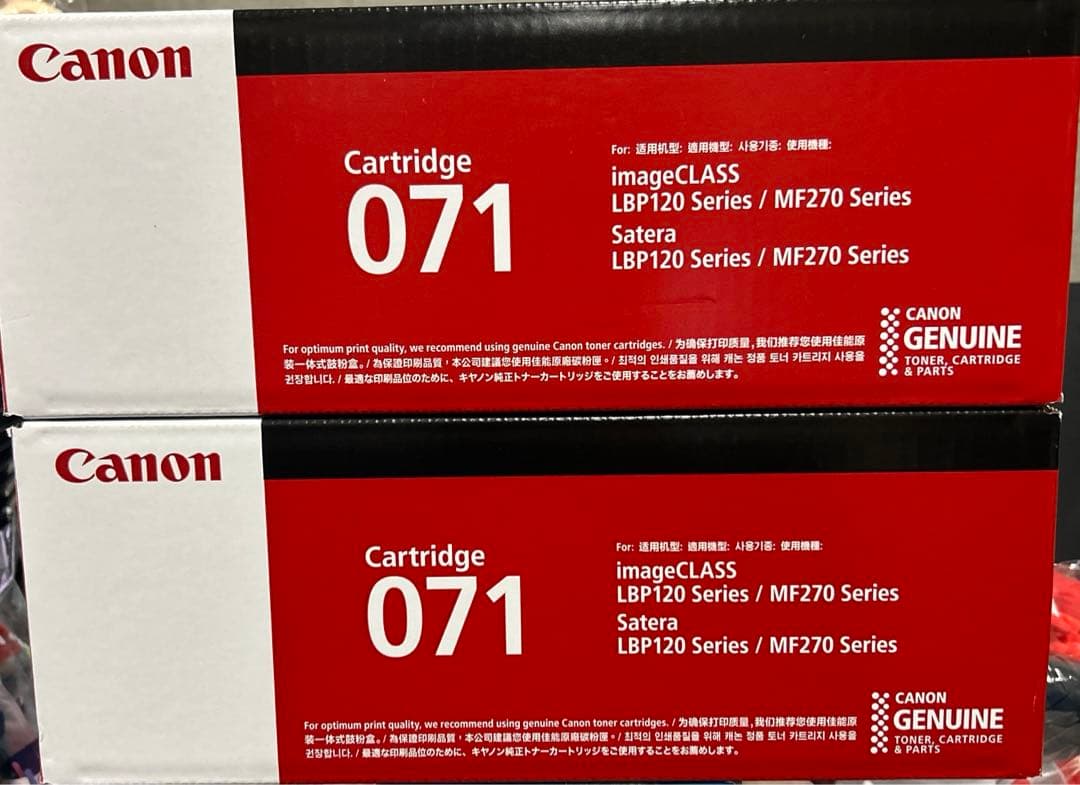 Canon
Cartridge
071
For: 适用机型: 適用機型: 사용기종: 使用機種:
imageCLASS
LBP120 Series / MF270 Series
Satera
LBP120 Series / MF270 Series
For optimum print quality, we recommend using genuine Canon toner cartridges. / 为确保打印质量,我们推荐您使用佳能原
装一体式鼓粉盒。/ 為保證印刷品質，本公司建議您使用佳能原廠碳粉匣。/ 최적의 인쇄품질을 위해 캐논 정품 토너 카트리지 사용을
권장합니다. / 最適な印刷品位のために、キヤノン純正トナーカートリッジをご使用することをお薦めします。
CANON
GENUINE
TONER, CARTRIDGE
& PARTS
Canon
Cartridge
071
For: 适用机型: 適用機型: 사용기종: 使用機種:
imageCLASS
LBP120 Series / MF270 Series
Satera
LBP120 Series / MF270 Series
For optimum print quality, we recommend using genuine Canon toner cartridges. / 为确保打印质量,我们推荐您使用佳能原
装一体式鼓粉盒。/ 為保證印刷品質，本公司建議您使用佳能原廠碳粉匣。/ 최적의 인쇄품질을 위해 캐논 정품 토너 카트리지 사용을
권장합니다. / 最適な印刷品位のために、キヤノン純正トナーカートリッジをご使用することをお薦めします。
CANON
GENUINE
TONER, CARTRIDGE
& PARTS